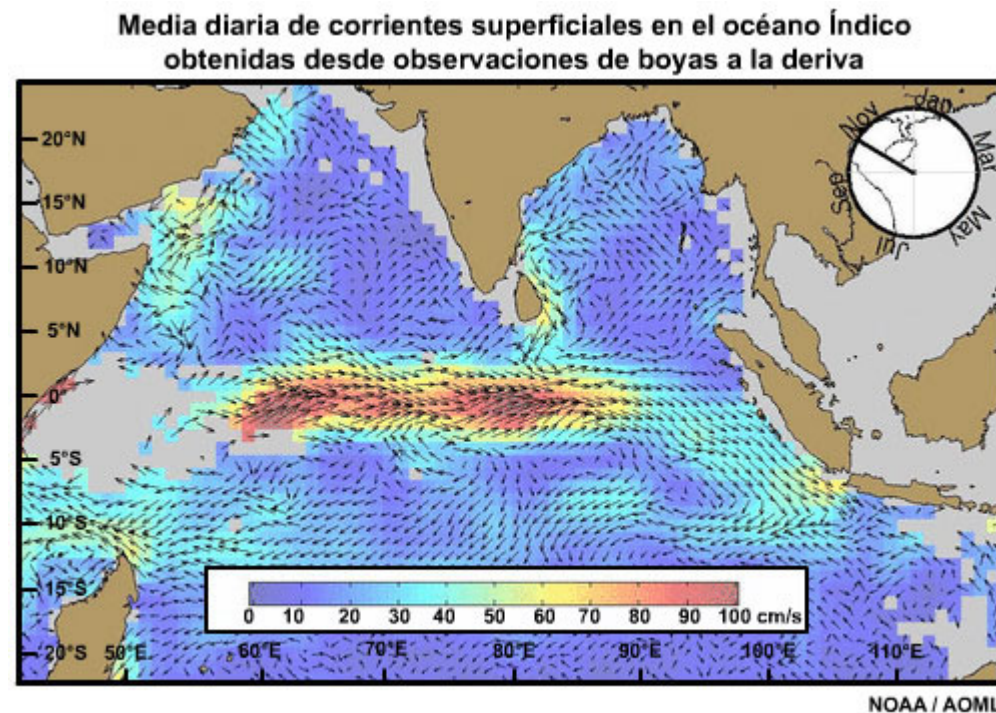 Media diaria de corrientes superficiales en el océano Índico
obtenidas desde observaciones de boyas a la deriva
Nov Jan Mar May Jul Sep
20°N
15°N
10°N
5°N
0
5°S
10°S
15°S
0 10 20 30 40 50 60 70 80 90 100 cm/s
20°S 50°E 60°E 70°E 80°E 90°E 100°E 110°E
NOAA / AOML